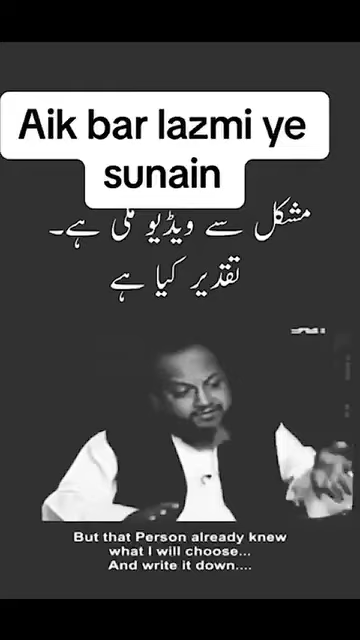 Aik bar lazmi ye
sunain
مشکل سے ویڈیو ملی ہے۔
تقدیر کیا ہے
But that Person already knew
what I will choose...
And write it down....